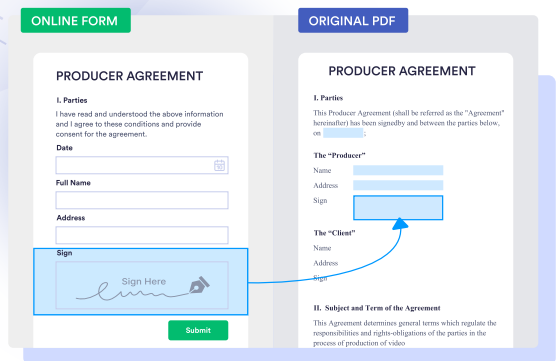 ONLINE FORM
PRODUCER AGREEMENT
I. Parties
I have read and understood the above information
and I agree to these conditions and provide
consent for the agreement.
Date
Full Name
Address
Sign
Sign Here
Submit
ORIGINAL PDF
PRODUCER AGREEMENT
I. Parties
This Producer Agreement (shall be referred as the "Agreement"
hereinafter) has been signedby and between the parties below,
on ;
The “Producer”
Name
Address
Sign
The “Client”
Name
Address
Sign
II. Subject and Term of the Agreement
This Agreement determines general terms which regulate the
responsibilities and rights-obligations of the parties in the
process of production of video